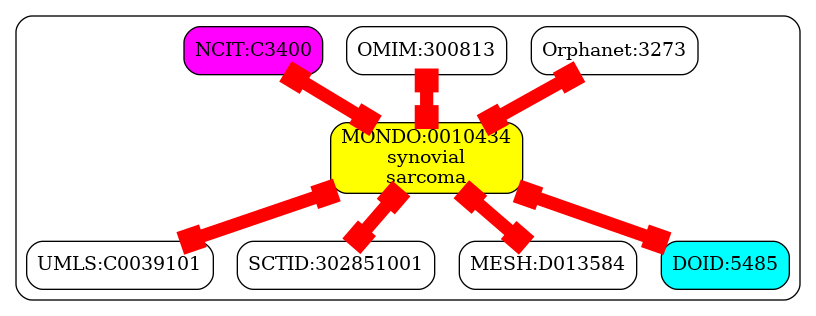 NCIT:C3400
OMIM:300813
Orphanet:3273
MONDO:0010434
synovial
sarcoma
UMLS:C0039101
SCTID:302851001
MESH:D013584
DOID:5485